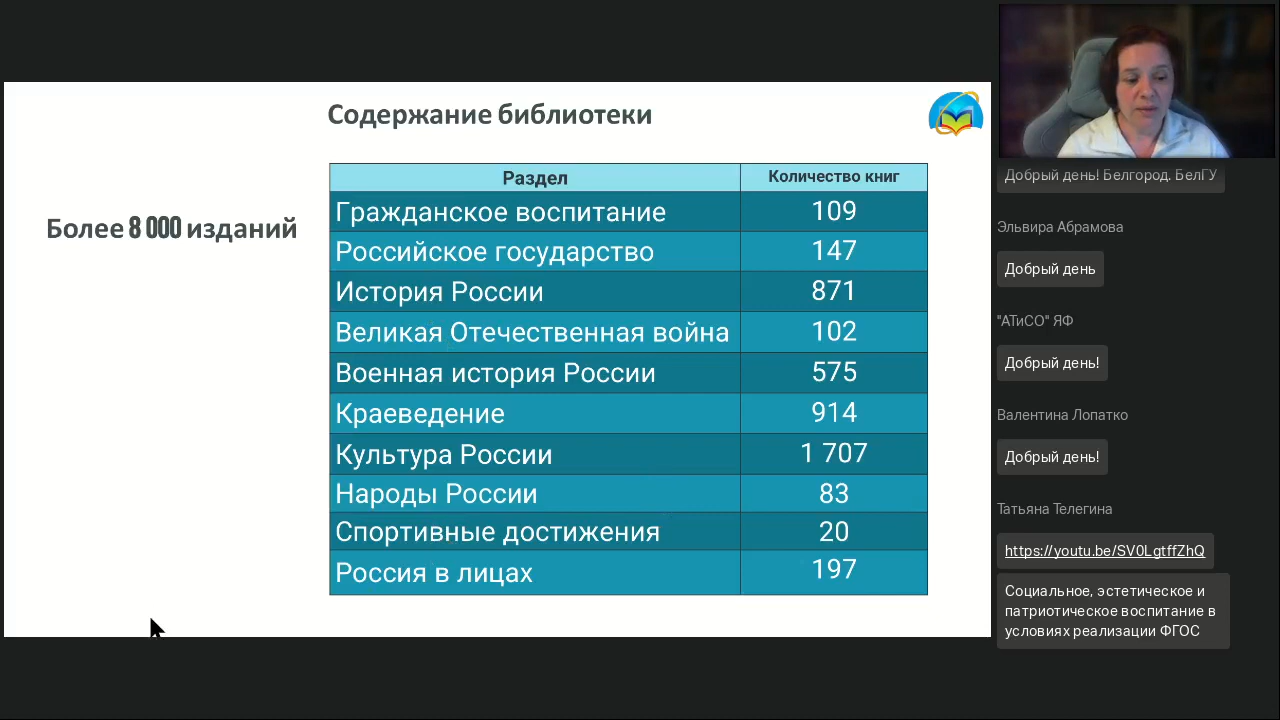 Содержание библиотеки
Более 8 000 изданий
Раздел Количество книг
Гражданское воспитание 109
Российское государство 147
История России 871
Великая Отечественная война 102
Военная история России 575
Краеведение 914
Культура России 1 707
Народы России 83
Спортивные достижения 20
Россия в лицах 197
Добрый день! Белгород. БелГУ
Эльвира Абрамова
Добрый день
"АТиСО" ЯФ
Добрый день!
Валентина Лопатко
Добрый день!
Татьяна Телегина
https://youtu.be/SV0LgtffZhQ
Социальное, эстетическое и
патриотическое воспитание в
условиях реализации ФГОС